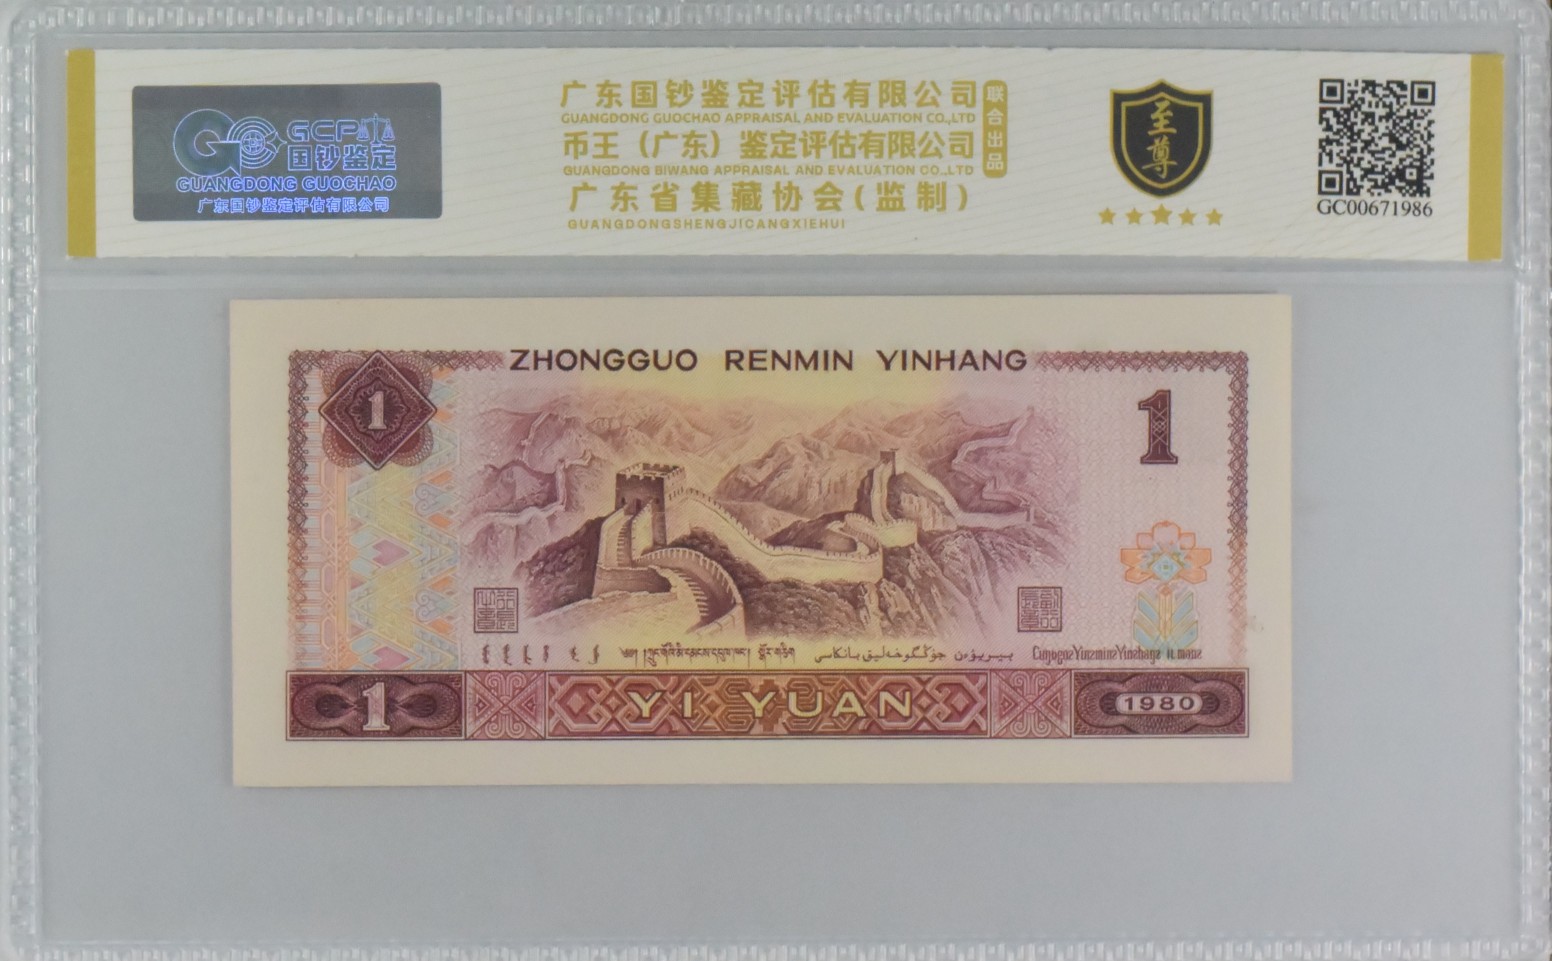 GCP
国钞鉴定
GUANGDONG GUOCHAO
广东国钞鉴定评估有限公司
广东国钞鉴定评估有限公司
GUANGDONG GUOCHAO APPRAISAL AND EVALUATION CO.,LTD
币王（广东）鉴定评估有限公司
GUANGDONG BIWANG APPRAISAL AND EVALUATION CO.,LTD
广东省集藏协会(监制)
GUANGDONGSHENGJICANGXIEHUI
联合出品
至尊
GC00671986
ZHONGGUO RENMIN YINHANG
1
1
1
YI YUAN
1980